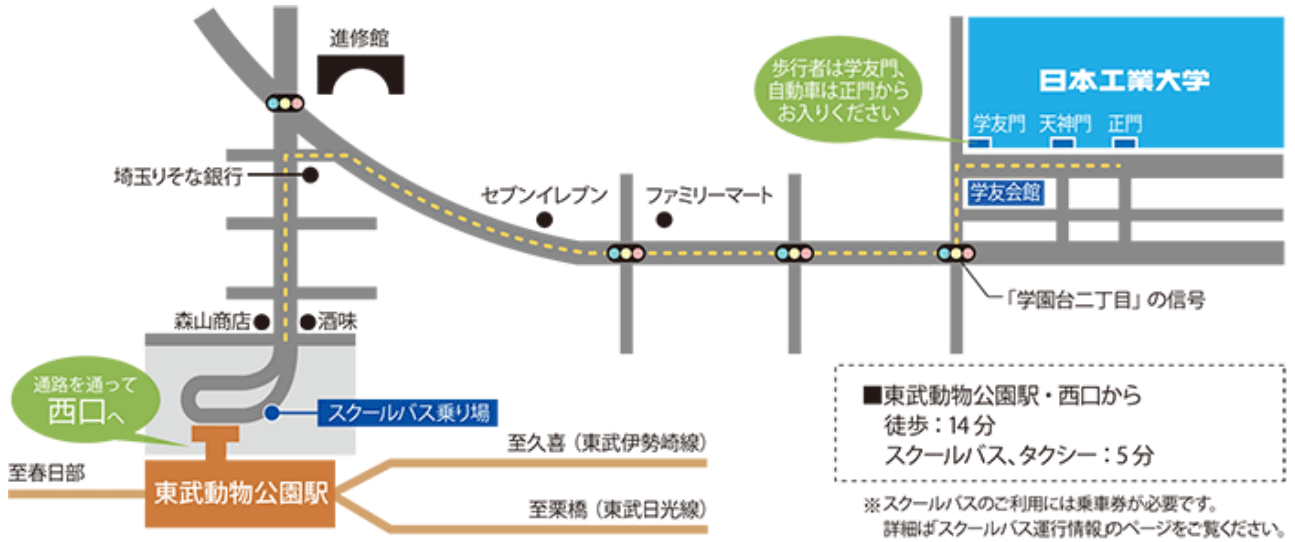 進修館
歩行者は学友門、
自動車は正門から
お入りください
日本工業大学
学友門 天神門 正門
埼玉りそな銀行
セブンイレブン
ファミリーマート
学友会館
「学園台二丁目」の信号
森山商店
酒味
通路を通って
西口へ
スクールバス乗り場
至春日部
東武動物公園駅
至久喜(東武伊勢崎線)
至栗橋(東武日光線)
■東武動物公園駅・西口から
徒歩:14分
スクールバス、タクシー:5分
※スクールバスのご利用には乗車券が必要です。
詳細は「スクールバス運行情報」のページをご覧ください。